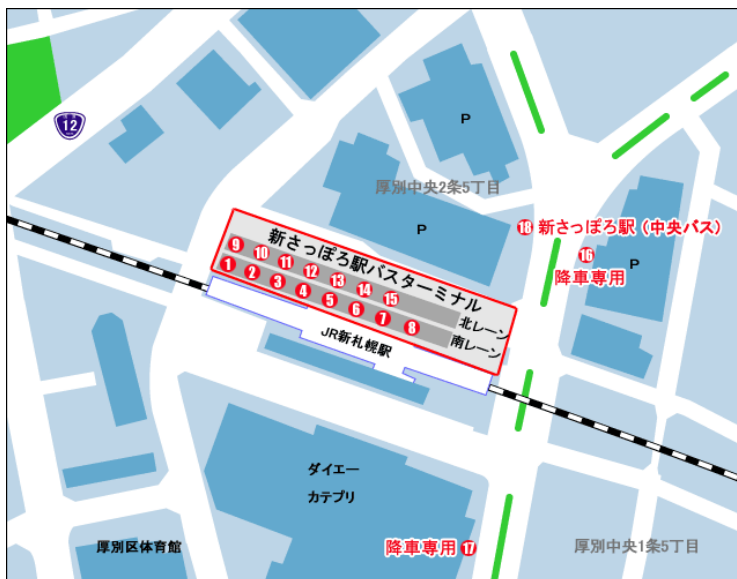 12
P
厚別中央2条5丁目
P
⑱ 新さっぽろ駅(中央バス)
⑯
P
降車専用
新さっぽろ駅バスターミナル
⑨ ⑩ ⑪ ⑫ ⑬ ⑭ ⑮ 北レーン
① ② ③ ④ ⑤ ⑥ ⑦ ⑧ 南レーン
JR新札幌駅
ダイエー
カテプリ
厚別区体育館
降車専用 ⑰
厚別中央1条5丁目